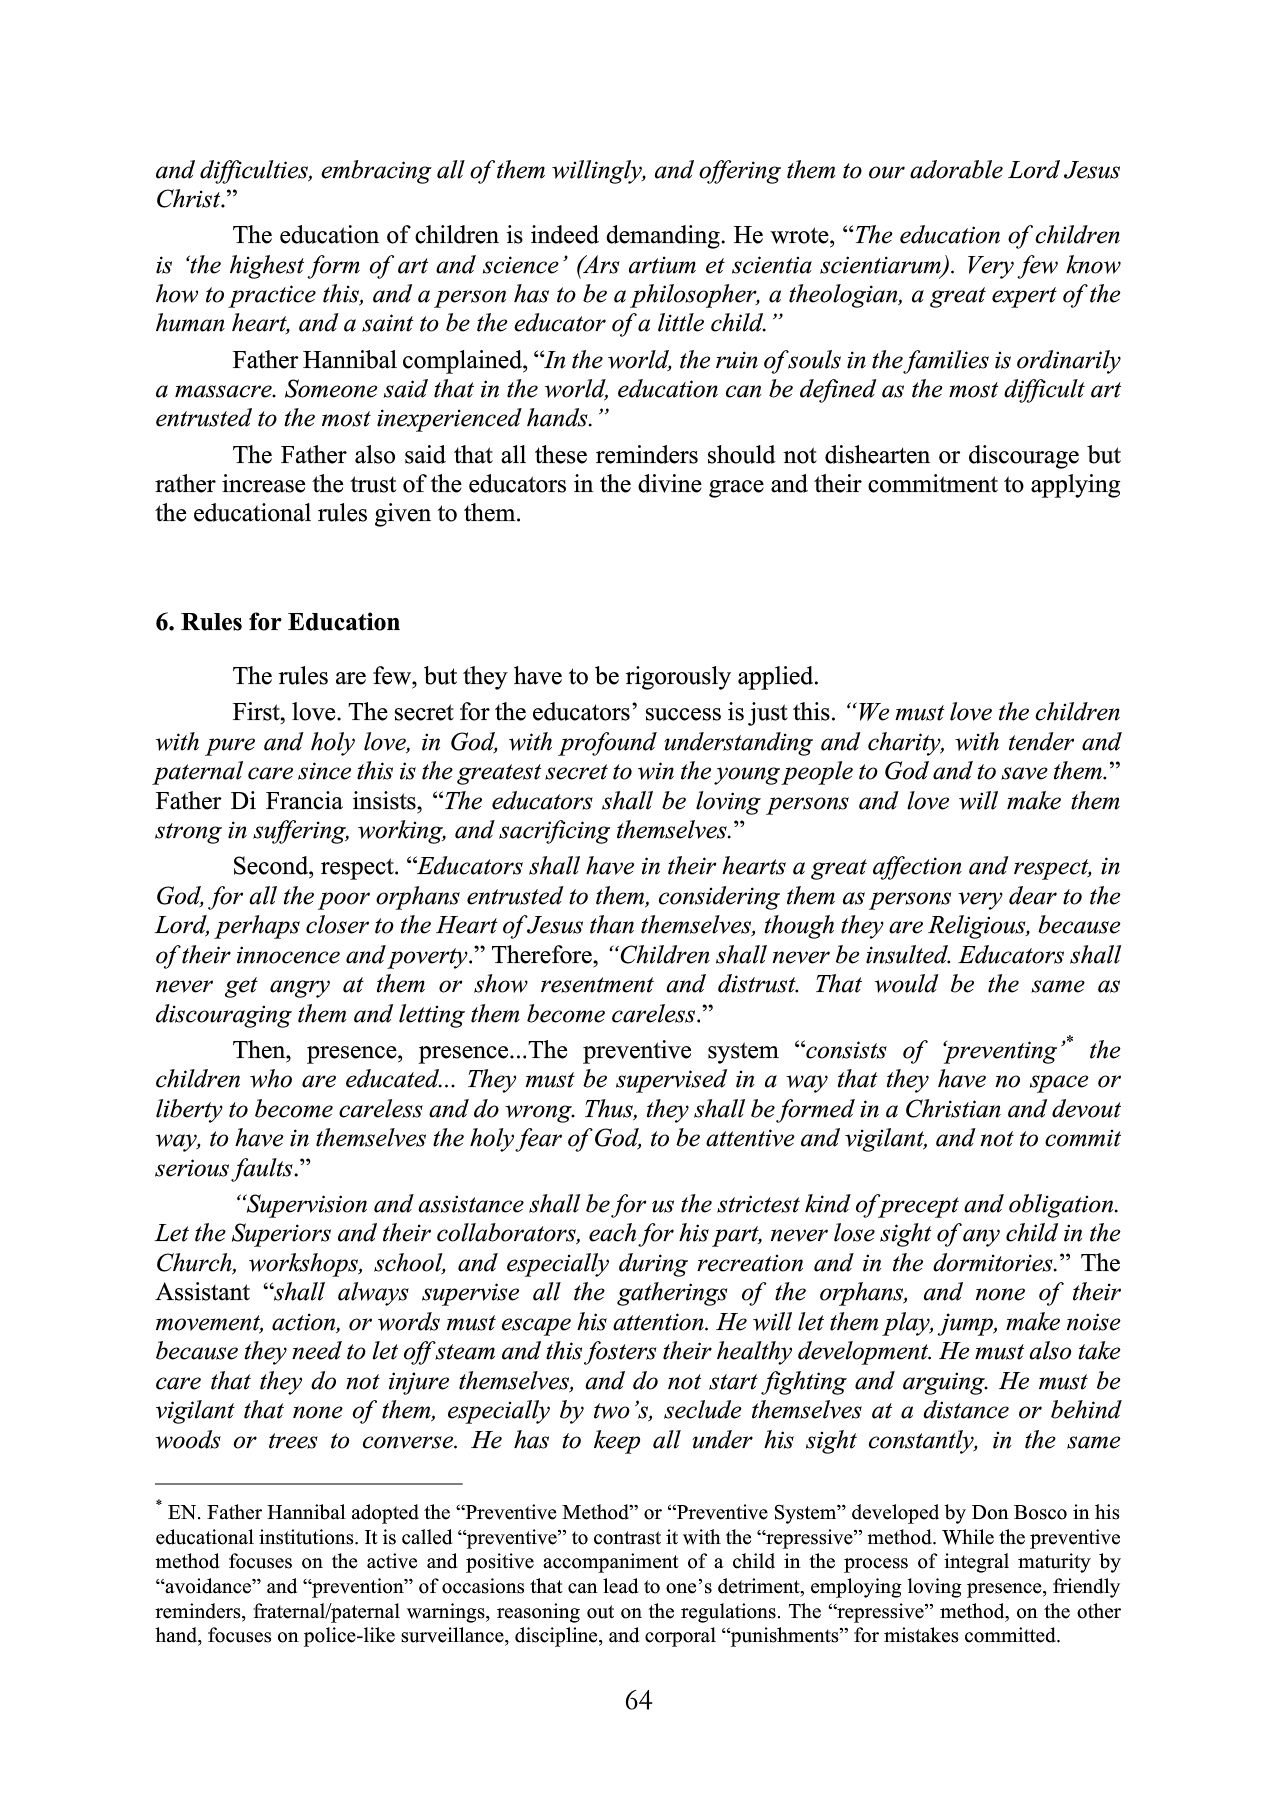 and difficulties, embracing all of them willingly, and offering them to our adorable Lord Jesus
Christ.”
The education of children is indeed demanding. He wrote, “The education of children
is ‘the highest form of art and science’ (Ars artium et scientia scientiarum). Very few know
how to practice this, and a person has to be a philosopher, a theologian, a great expert of the
human heart, and a saint to be the educator of a little child.”
Father Hannibal complained, “In the world, the ruin of souls in the families is ordinarily
a massacre. Someone said that in the world, education can be defined as the most difficult art
entrusted to the most inexperienced hands.”
The Father also said that all these reminders should not dishearten or discourage but
rather increase the trust of the educators in the divine grace and their commitment to applying
the educational rules given to them.
6. Rules for Education
The rules are few, but they have to be rigorously applied.
First, love. The secret for the educators’ success is just this. “We must love the children
with pure and holy love, in God, with profound understanding and charity, with tender and
paternal care since this is the greatest secret to win the young people to God and to save them.”
Father Di Francia insists, “The educators shall be loving persons and love will make them
strong in suffering, working, and sacrificing themselves.”
Second, respect. “Educators shall have in their hearts a great affection and respect, in
God, for all the poor orphans entrusted to them, considering them as persons very dear to the
Lord, perhaps closer to the Heart of Jesus than themselves, though they are Religious, because
of their innocence and poverty.” Therefore, “Children shall never be insulted. Educators shall
never get angry at them or show resentment and distrust. That would be the same as
discouraging them and letting them become careless.”
Then, presence, presence...The preventive system “consists of ‘preventing’* the
children who are educated... They must be supervised in a way that they have no space or
liberty to become careless and do wrong. Thus, they shall be formed in a Christian and devout
way, to have in themselves the holy fear of God, to be attentive and vigilant, and not to commit
serious faults.”
“Supervision and assistance shall be for us the strictest kind of precept and obligation.
Let the Superiors and their collaborators, each for his part, never lose sight of any child in the
Church, workshops, school, and especially during recreation and in the dormitories.” The
Assistant “shall always supervise all the gatherings of the orphans, and none of their
movement, action, or words must escape his attention. He will let them play, jump, make noise
because they need to let off steam and this fosters their healthy development. He must also take
care that they do not injure themselves, and do not start fighting and arguing. He must be
vigilant that none of them, especially by two’s, seclude themselves at a distance or behind
woods or trees to converse. He has to keep all under his sight constantly, in the same
* EN. Father Hannibal adopted the “Preventive Method” or “Preventive System” developed by Don Bosco in his
educational institutions. It is called “preventive” to contrast it with the “repressive” method. While the preventive
method focuses on the active and positive accompaniment of a child in the process of integral maturity by
“avoidance” and “prevention” of occasions that can lead to one’s detriment, employing loving presence, friendly
reminders, fraternal/paternal warnings, reasoning out on the regulations. The “repressive” method, on the other
hand, focuses on police-like surveillance, discipline, and corporal “punishments” for mistakes committed.
64